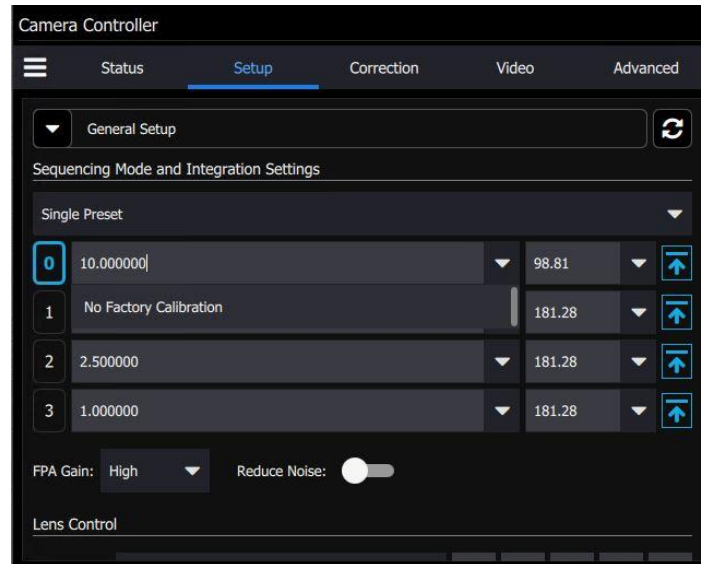 Camera Controller
Status Setup Correction Video Advanced
General Setup
Sequencing Mode and Integration Settings
Single Preset
0 10.000000 98.81
No Factory Calibration
1 181.28
2 2.500000 181.28
3 1.000000 181.28
FPA Gain: High Reduce Noise:
Lens Control